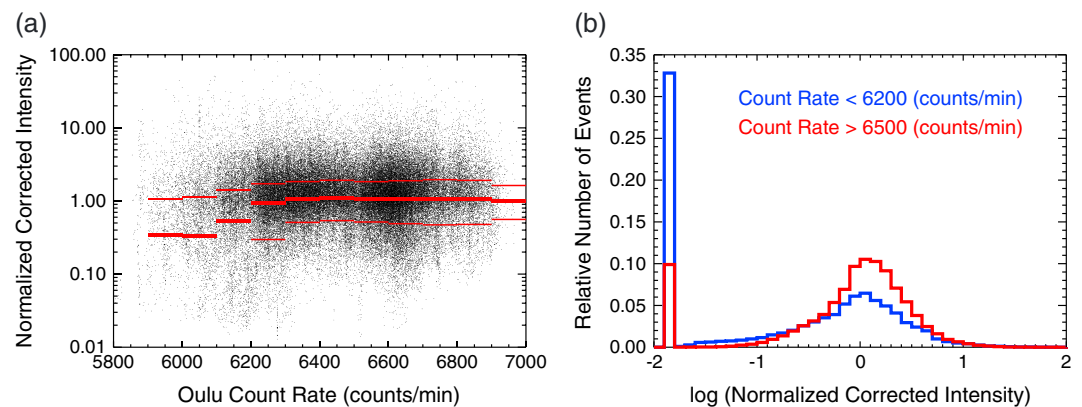 (a)
Normalized Corrected Intensity
100.00
10.00
1.00
0.10
0.01
5800 6000 6200 6400 6600 6800 7000
Oulu Count Rate (counts/min)
(b)
Relative Number of Events
0.35
0.30
0.25
0.20
0.15
0.10
0.05
0.00
Count Rate < 6200 (counts/min)
Count Rate > 6500 (counts/min)
-2 -1 0 1 2
log (Normalized Corrected Intensity)